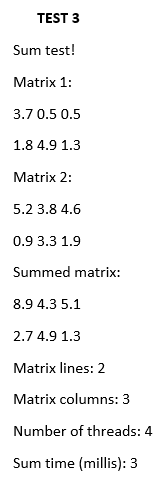 TEST 3
Sum test!
Matrix 1:
3.7 0.5 0.5
1.8 4.9 1.3
Matrix 2:
5.2 3.8 4.6
0.9 3.3 1.9
Summed matrix:
8.9 4.3 5.1
2.7 4.9 1.3
Matrix lines: 2
Matrix columns: 3
Number of threads: 4
Sum time (millis): 3